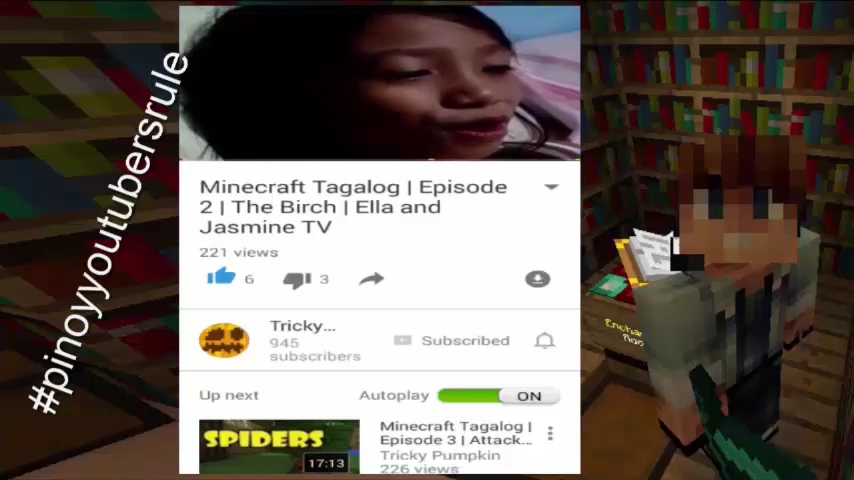 #pinoyyoutubersrule
Minecraft Tagalog | Episode
2 | The Birch | Ella and
Jasmine TV
221 views
6
3
Tricky...
945
subscribers
Subscribed
Up next
Autoplay
ON
SPIDERS
17:13
Minecraft Tagalog |
Episode 3 | Attack...
Tricky Pumpkin
226 views